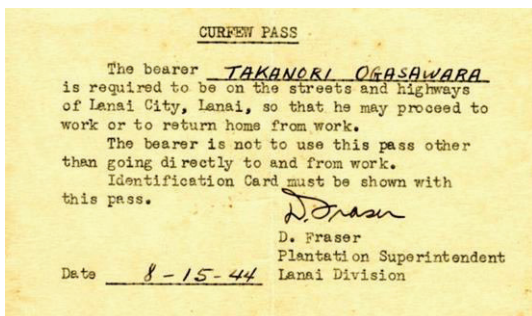 CURFEW PASS
The bearer TAKANORI OGASAWARA
is required to be on the streets and highways
of Lanai City, Lanai, so that he may proceed to
work or to return home from work.
The bearer is not to use this pass other
than going directly to and from work.
Identification Card must be shown with
this pass.
D. Fraser
D. Fraser
Plantation Superintendent
Date 8-15-44 Lanai Division